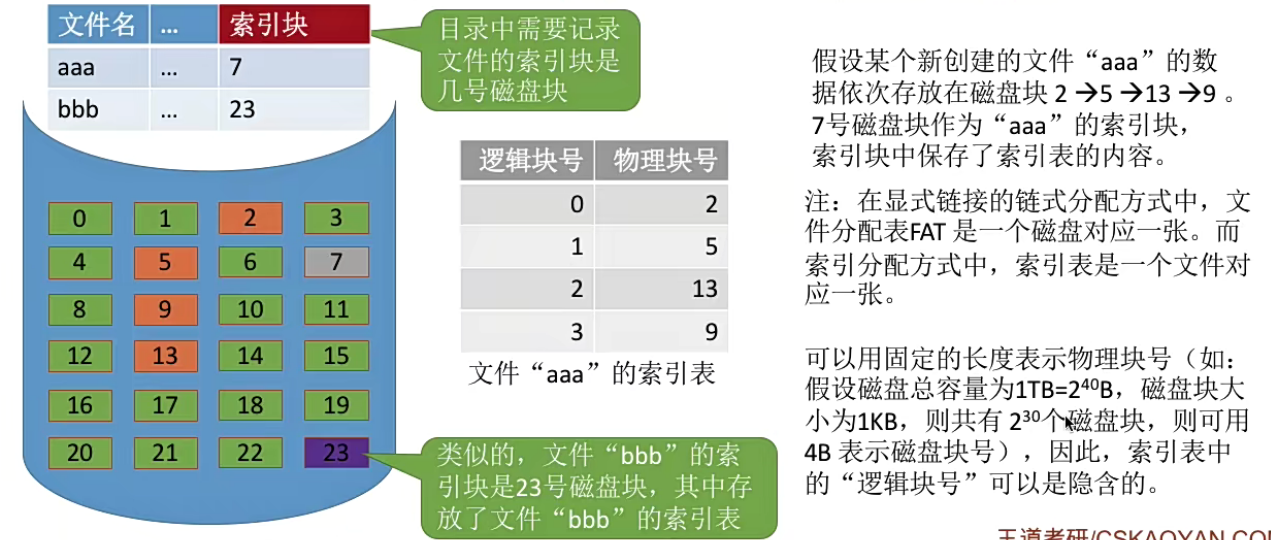 文件名 ... 索引块
aaa ... 7
bbb ... 23
目录中需要记录
文件的索引块是
几号磁盘块
0 1 2 3
4 5 6 7
8 9 10 11
12 13 14 15
16 17 18 19
20 21 22 23
逻辑块号 物理块号
0 2
1 5
2 13
3 9
文件“aaa”的索引表
类似的，文件“bbb”的索
引块是23号磁盘块，其中存
放了文件“bbb”的索引表
假设某个新创建的文件“aaa”的数
据依次存放在磁盘块 2 →5 →13 →9 。
7号磁盘块作为“aaa”的索引块，
索引块中保存了索引表的内容。
注：在显式链接的链式分配方式中，文
件分配表FAT 是一个磁盘对应一张。而
索引分配方式中，索引表是一个文件对
应一张。
可以用固定的长度表示物理块号（如：
假设磁盘总容量为1TB=2⁴⁰B，磁盘块大
小为1KB，则共有 2³⁰个磁盘块，则可用
4B 表示磁盘块号），因此，索引表中
的“逻辑块号”可以是隐含的。
王道考研/CSKAOYAN.CO